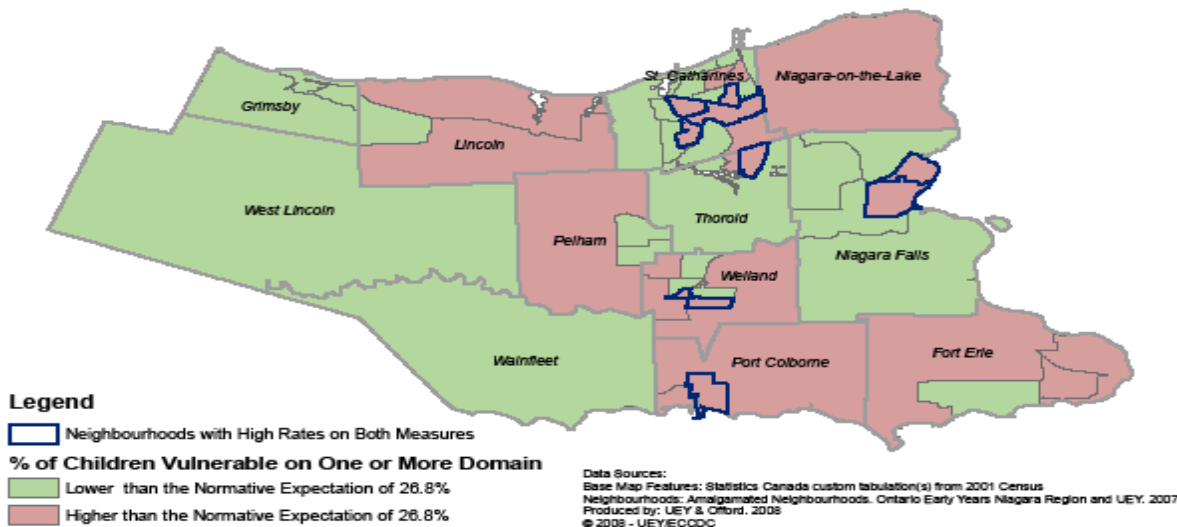 St. Catharines
Niagara-on-the-Lake
Grimsby
Lincoln
West Lincoln
Thorold
Pelham
Niagara Falls
Welland
Wainfleet
Port Colborne
Fort Erie
Legend
Neighbourhoods with High Rates on Both Measures
% of Children Vulnerable on One or More Domain
Lower than the Normative Expectation of 26.8%
Higher than the Normative Expectation of 26.8%
Data Sources:
Base Map Features: Statistics Canada custom tabulation(s) from 2001 Census
Neighbourhoods: Amalgamated Neighbourhoods. Ontario Early Years Niagara Region and UEY. 2007
Produced by: UEY & Offord. 2008
© 2008 - UEY/ECCDC